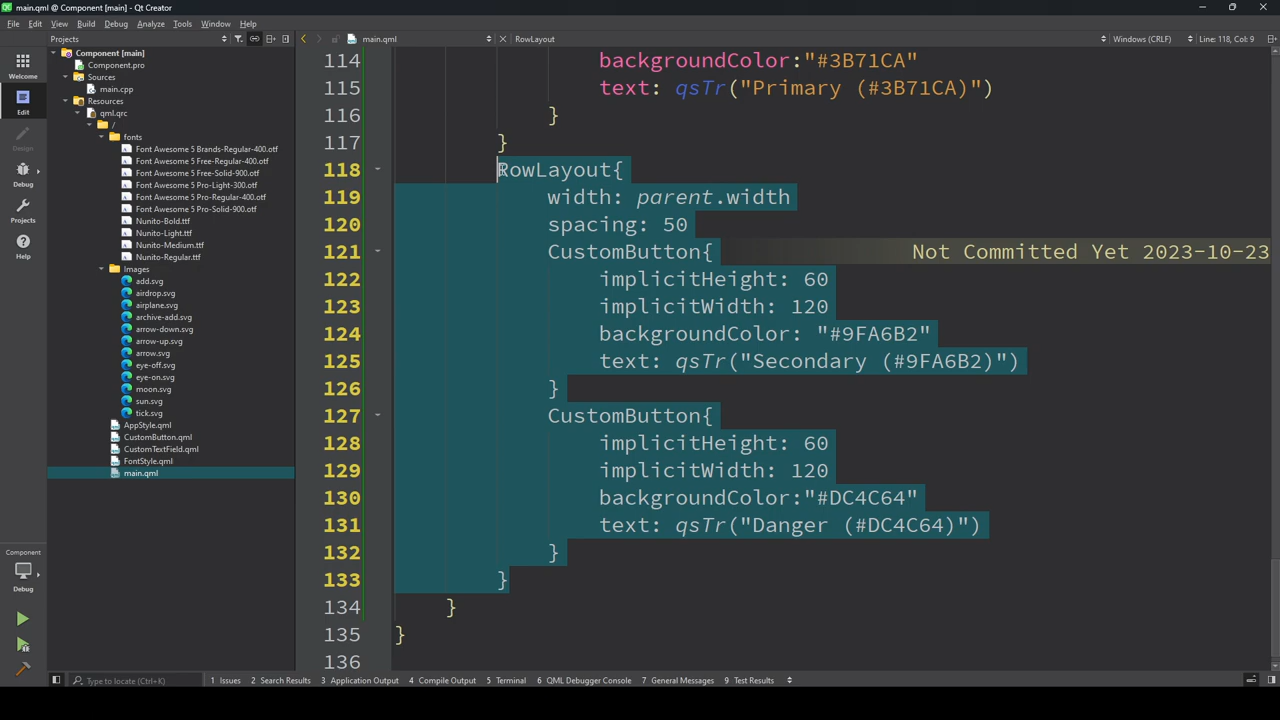 main.qml @ Component [main] - Qt Creator
File Edit View Build Debug Analyze Tools Window Help
Projects main.qml RowLayout Windows (CRLF) Line: 118, Col: 9
Welcome
Edit
Design
Debug
Projects
Help
Component
Debug
Component [main]
Component.pro
Sources
main.cpp
Resources
qml.qrc
/
fonts
Font Awesome 5 Brands-Regular-400.otf
Font Awesome 5 Free-Regular-400.otf
Font Awesome 5 Free-Solid-900.otf
Font Awesome 5 Pro-Light-300.otf
Font Awesome 5 Pro-Regular-400.otf
Font Awesome 5 Pro-Solid-900.otf
Nunito-Bold.ttf
Nunito-Light.ttf
Nunito-Medium.ttf
Nunito-Regular.ttf
Images
add.svg
airdrop.svg
airplane.svg
archive-add.svg
arrow-down.svg
arrow-up.svg
arrow.svg
eye-off.svg
eye-on.svg
moon.svg
sun.svg
tick.svg
AppStyle.qml
CustomButton.qml
CustomTextField.qml
FontStyle.qml
main.qml
114 backgroundColor:"#3B71CA"
115 text: qsTr("Primary (#3B71CA)")
116 }
117 }
118 RowLayout{
119 width: parent.width
120 spacing: 50
121 CustomButton{ Not Committed Yet 2023-10-23
122 implicitHeight: 60
123 implicitWidth: 120
124 backgroundColor: "#9FA6B2"
125 text: qsTr("Secondary (#9FA6B2)")
126 }
127 CustomButton{
128 implicitHeight: 60
129 implicitWidth: 120
130 backgroundColor:"#DC4C64"
131 text: qsTr("Danger (#DC4C64)")
132 }
133 }
134 }
135 }
136
Type to locate (Ctrl+K) 1 Issues 2 Search Results 3 Application Output 4 Compile Output 5 Terminal 6 QML Debugger Console 7 General Messages 9 Test Results